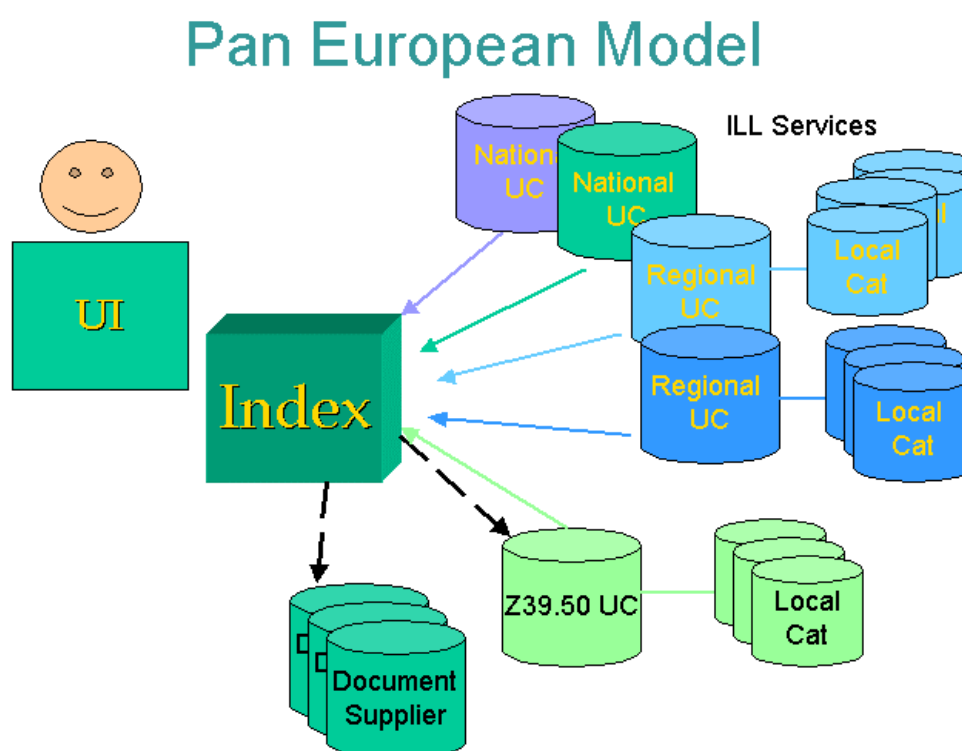 Pan European Model
ILL Services
National
UC
National
UC
Regional
UC
Local
Cat
UI
Index
Regional
UC
Local
Cat
Z39.50 UC
Local
Cat
Document
Supplier